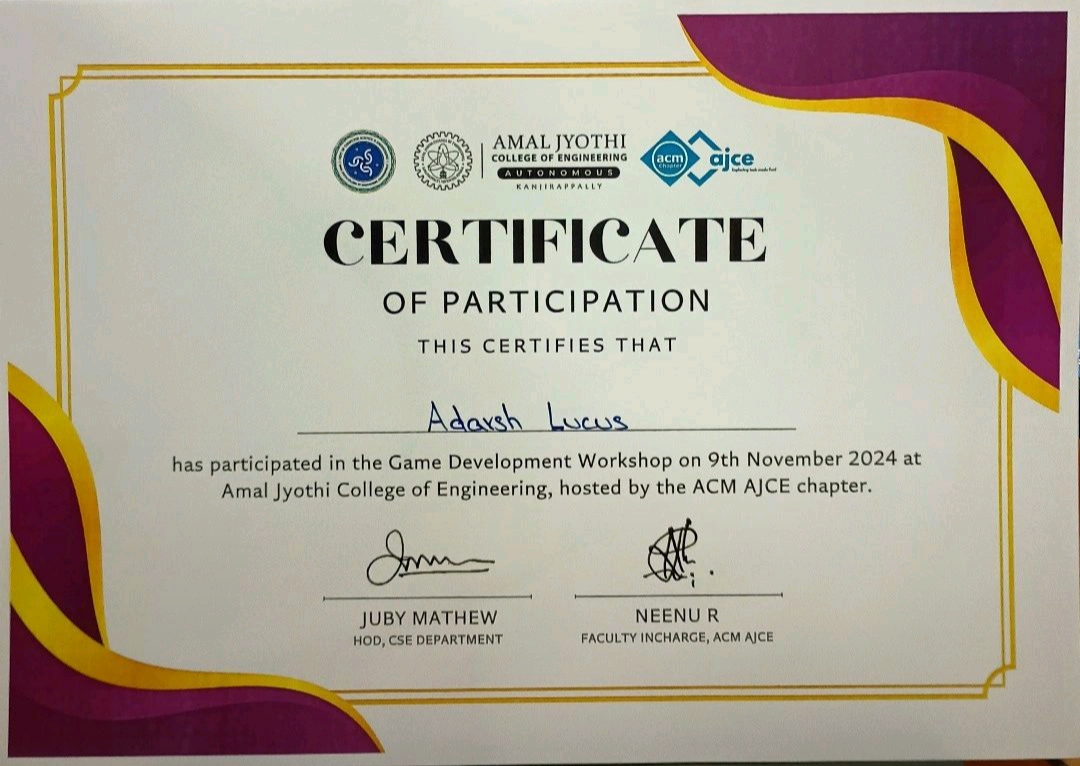 AMAL JYOTHI
COLLEGE OF ENGINEERING
AUTONOMOUS
KANJIRAPPALLY
acm
Chapter
ajce
CERTIFICATE
OF PARTICIPATION
THIS CERTIFIES THAT
Adarsh Lucus
has participated in the Game Development Workshop on 9th November 2024 at
Amal Jyothi College of Engineering, hosted by the ACM AJCE chapter.
JUBY MATHEW
HOD, CSE DEPARTMENT
NEENU R
FACULTY INCHARGE, ACM AJCE